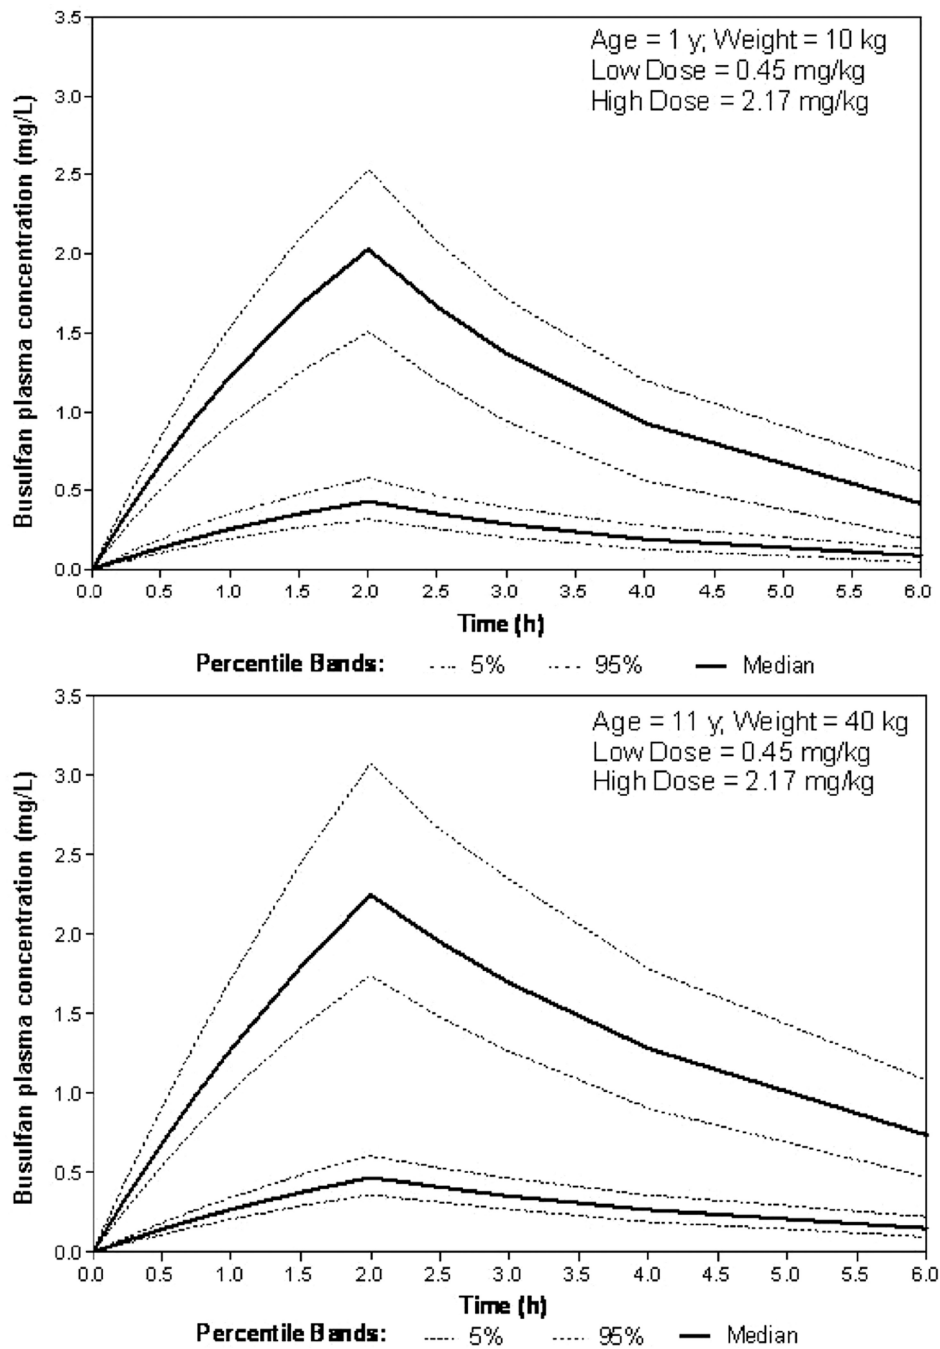 Age = 1 y; Weight = 10 kg
Low Dose = 0.45 mg/kg
High Dose = 2.17 mg/kg
Busulfan plasma concentration (mg/L)
3.5
3.0
2.5
2.0
1.5
1.0
0.5
0.0
0.0 0.5 1.0 1.5 2.0 2.5 3.0 3.5 4.0 4.5 5.0 5.5 6.0
Time (h)
Percentile Bands: 5% 95% Median
Age = 11 y; Weight = 40 kg
Low Dose = 0.45 mg/kg
High Dose = 2.17 mg/kg
Busulfan plasma concentration (mg/L)
3.5
3.0
2.5
2.0
1.5
1.0
0.5
0.0
0.0 0.5 1.0 1.5 2.0 2.5 3.0 3.5 4.0 4.5 5.0 5.5 6.0
Time (h)
Percentile Bands: 5% 95% Median